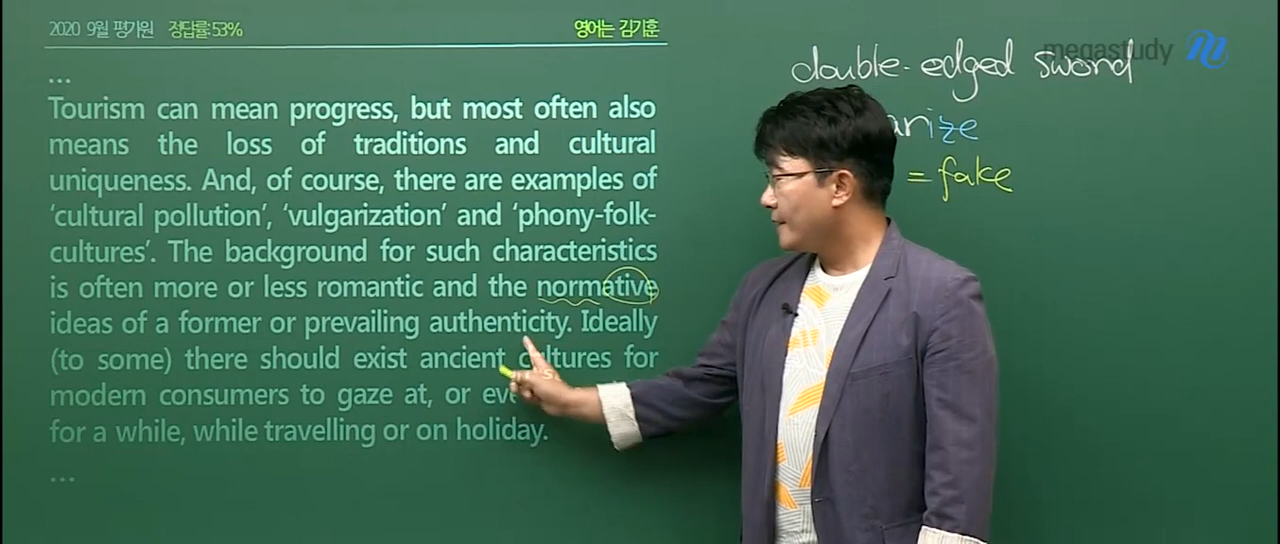 2020 9월 평가원 정답률:53% 영어는 김기훈
...
Tourism can mean progress, but most often also
means the loss of traditions and cultural
uniqueness. And, of course, there are examples of
‘cultural pollution’, ‘vulgarization’ and ‘phony-folk-
cultures’. The background for such characteristics
is often more or less romantic and the normative
ideas of a former or prevailing authenticity. Ideally
(to some) there should exist ancient cultures for
modern consumers to gaze at, or
for a while, while travelling or on holiday.
...
megastudy
double-edged sword
arize
= fake